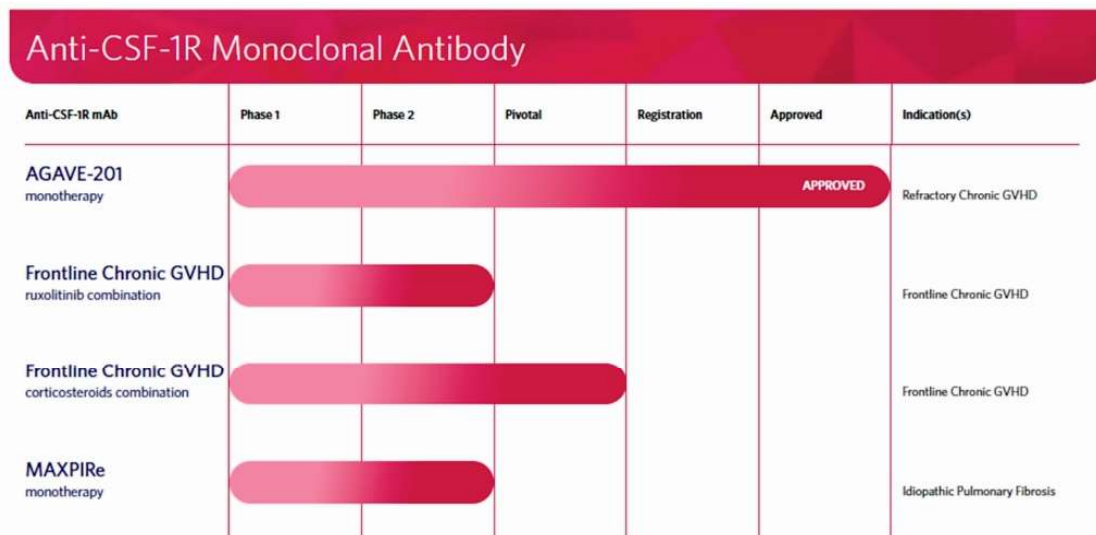 Anti-CSF-1R Monoclonal Antibody
Anti-CSF-1R mAb Phase 1 Phase 2 Pivotal Registration Approved Indication(s)
AGAVE-201
monotherapy
APPROVED
Refractory Chronic GVHD
Frontline Chronic GVHD
ruxolitinib combination
Frontline Chronic GVHD
Frontline Chronic GVHD
corticosteroids combination
Frontline Chronic GVHD
MAXPIRe
monotherapy
Idiopathic Pulmonary Fibrosis